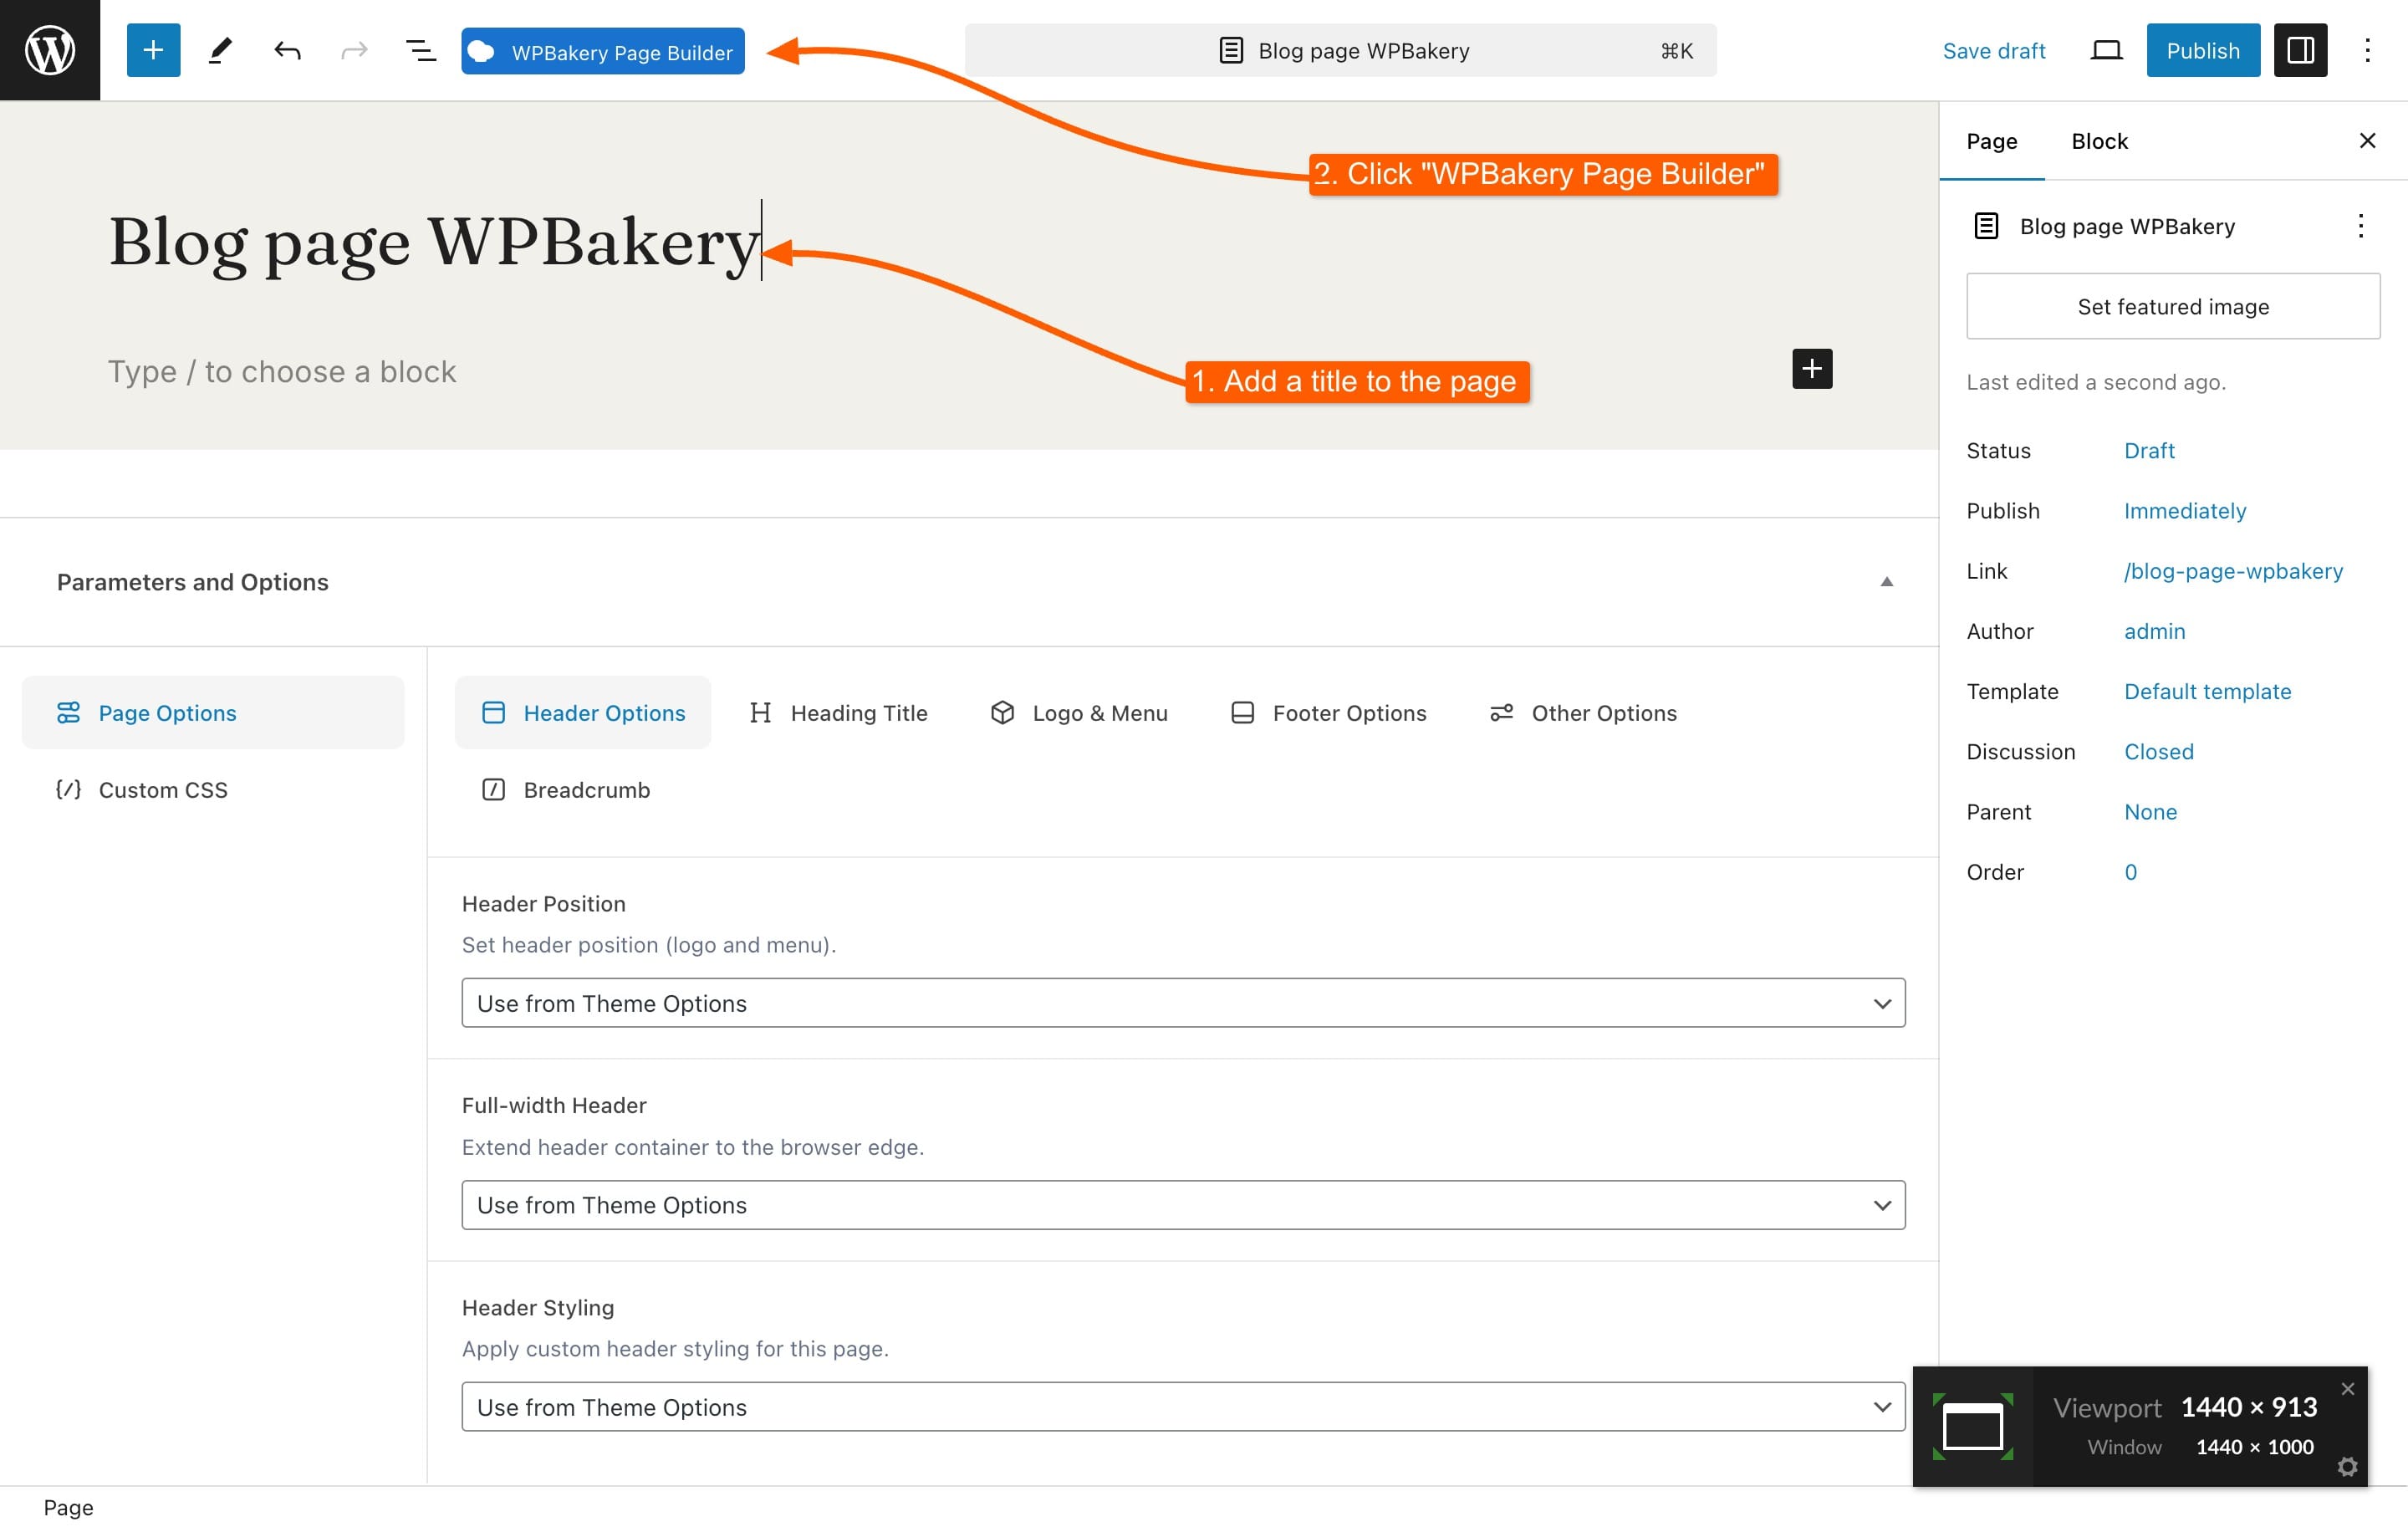 WPBakery Page Builder
Blog page WPBakery
⌘K
Save draft
Publish
2. Click "WPBakery Page Builder"
Blog page WPBakery
1. Add a title to the page
Type / to choose a block
Parameters and Options
Page Options
Custom CSS
Header Options
Heading Title
Logo & Menu
Footer Options
Other Options
Breadcrumb
Header Position
Set header position (logo and menu).
Use from Theme Options
Full-width Header
Extend header container to the browser edge.
Use from Theme Options
Header Styling
Apply custom header styling for this page.
Use from Theme Options
Page
Block
Blog page WPBakery
Set featured image
Last edited a second ago.
Status Draft
Publish Immediately
Link /blog-page-wpbakery
Author admin
Template Default template
Discussion Closed
Parent None
Order 0
Viewport 1440 × 913
Window 1440 × 1000
Page